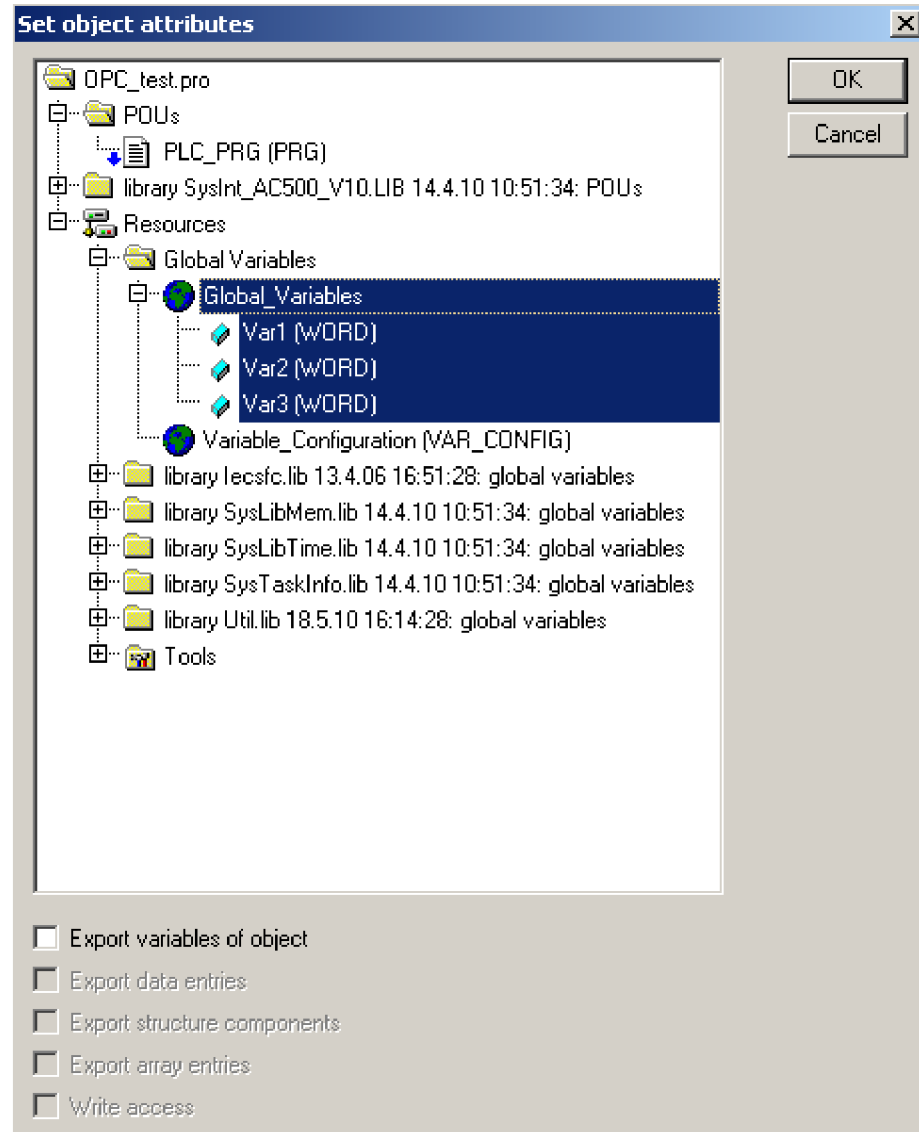 Set object attributes
OPC_test.pro
OK
POUs
Cancel
PLC_PRG (PRG)
library SysInt_AC500_V10.LIB 14.4.10 10:51:34: POUs
Resources
Global Variables
Global_Variables
Var1 (WORD)
Var2 (WORD)
Var3 (WORD)
Variable_Configuration (VAR_CONFIG)
library Iecsfc.lib 13.4.06 16:51:28: global variables
library SysLibMem.lib 14.4.10 10:51:34: global variables
library SysLibTime.lib 14.4.10 10:51:34: global variables
library SysTaskInfo.lib 14.4.10 10:51:34: global variables
library Util.lib 18.5.10 16:14:28: global variables
Tools
Export variables of object
Export data entries
Export structure components
Export array entries
Write access